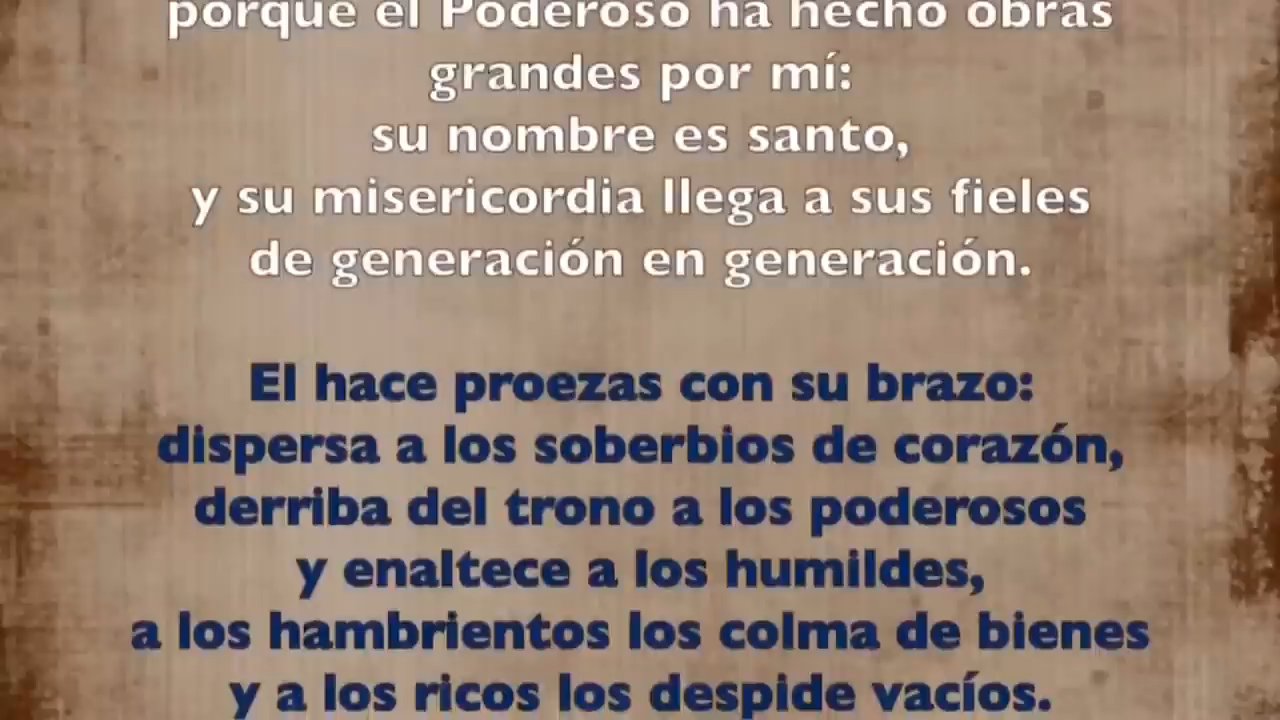 porque el Poderoso ha hecho obras
grandes por mí:
su nombre es santo,
y su misericordia llega a sus fieles
de generación en generación.
El hace proezas con su brazo:
dispersa a los soberbios de corazón,
derriba del trono a los poderosos
y enaltece a los humildes,
a los hambrientos los colma de bienes
y a los ricos los despide vacíos.